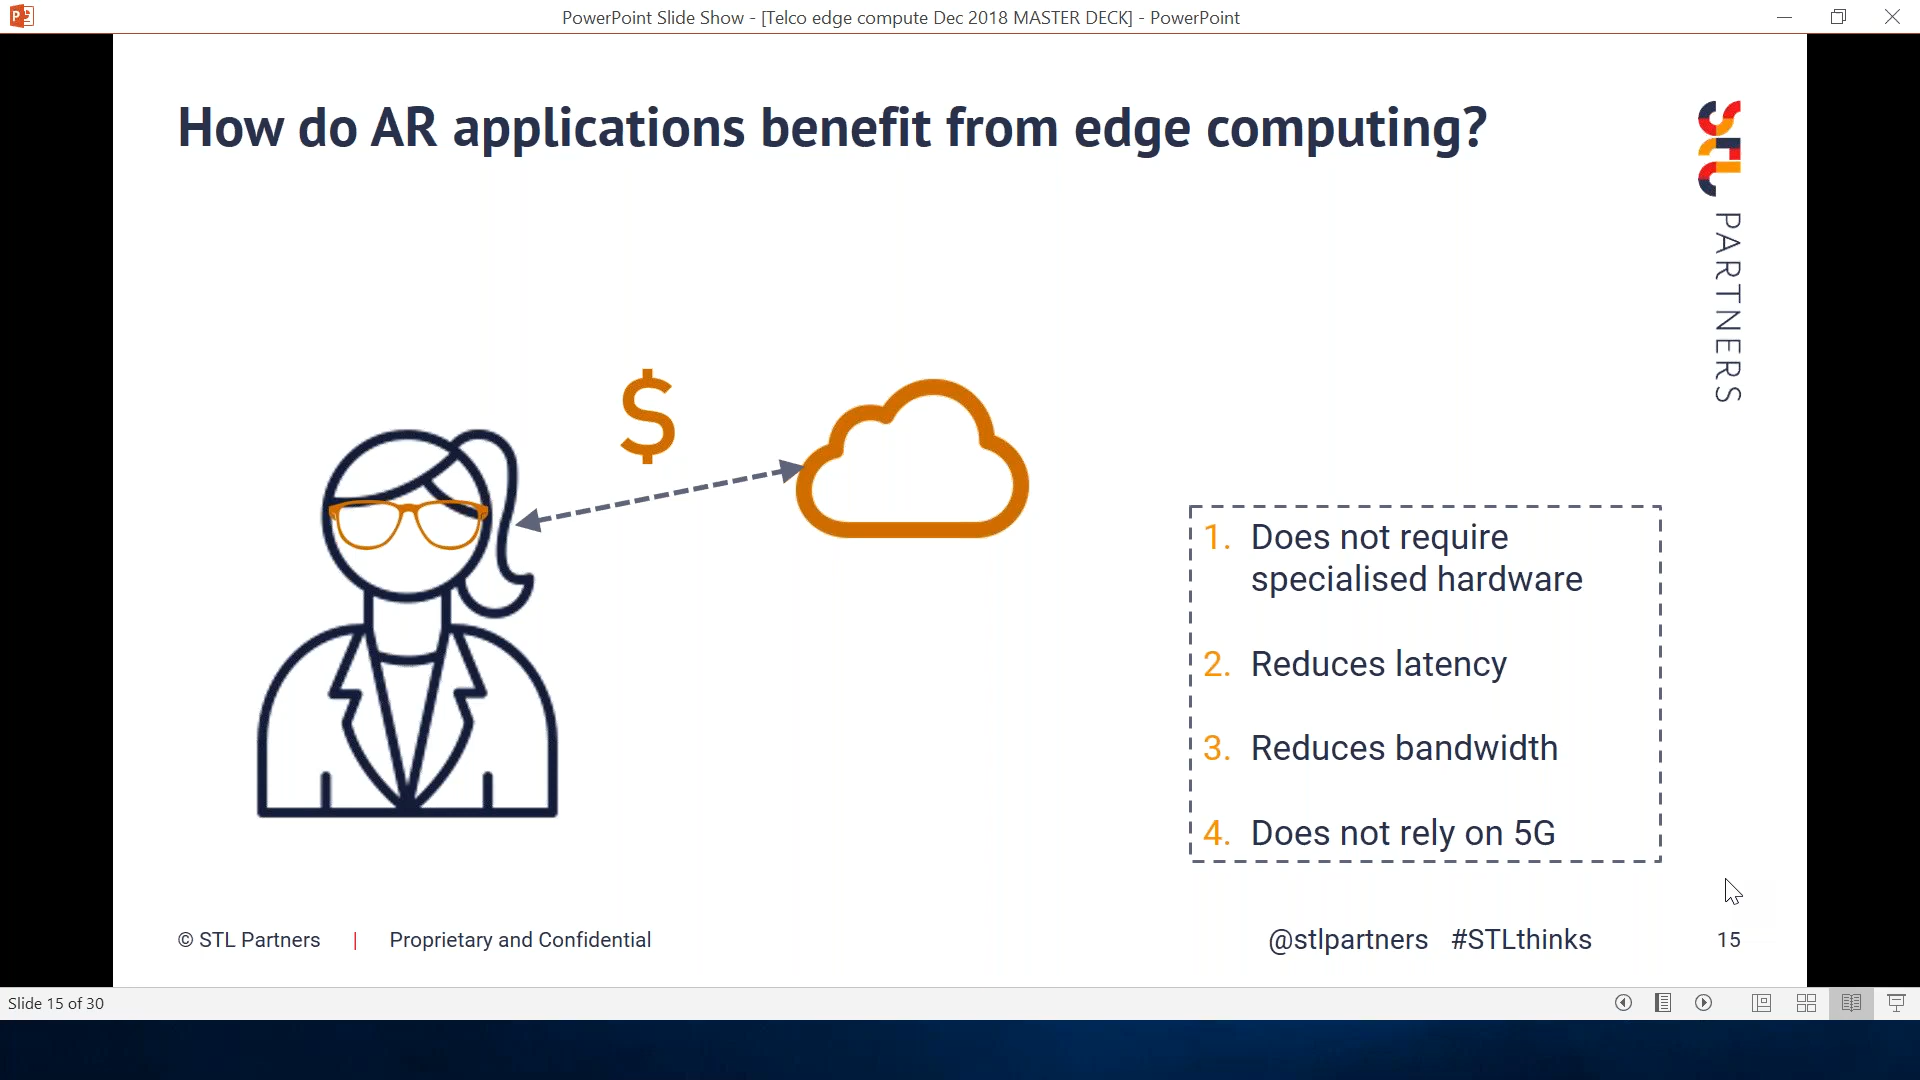 PowerPoint Slide Show - [Telco edge compute Dec 2018 MASTER DECK] - PowerPoint
How do AR applications benefit from edge computing?
STL
PARTNERS
$
1. Does not require
specialised hardware
2. Reduces latency
3. Reduces bandwidth
4. Does not rely on 5G
© STL Partners | Proprietary and Confidential
@stlpartners #STLthinks
15
Slide 15 of 30